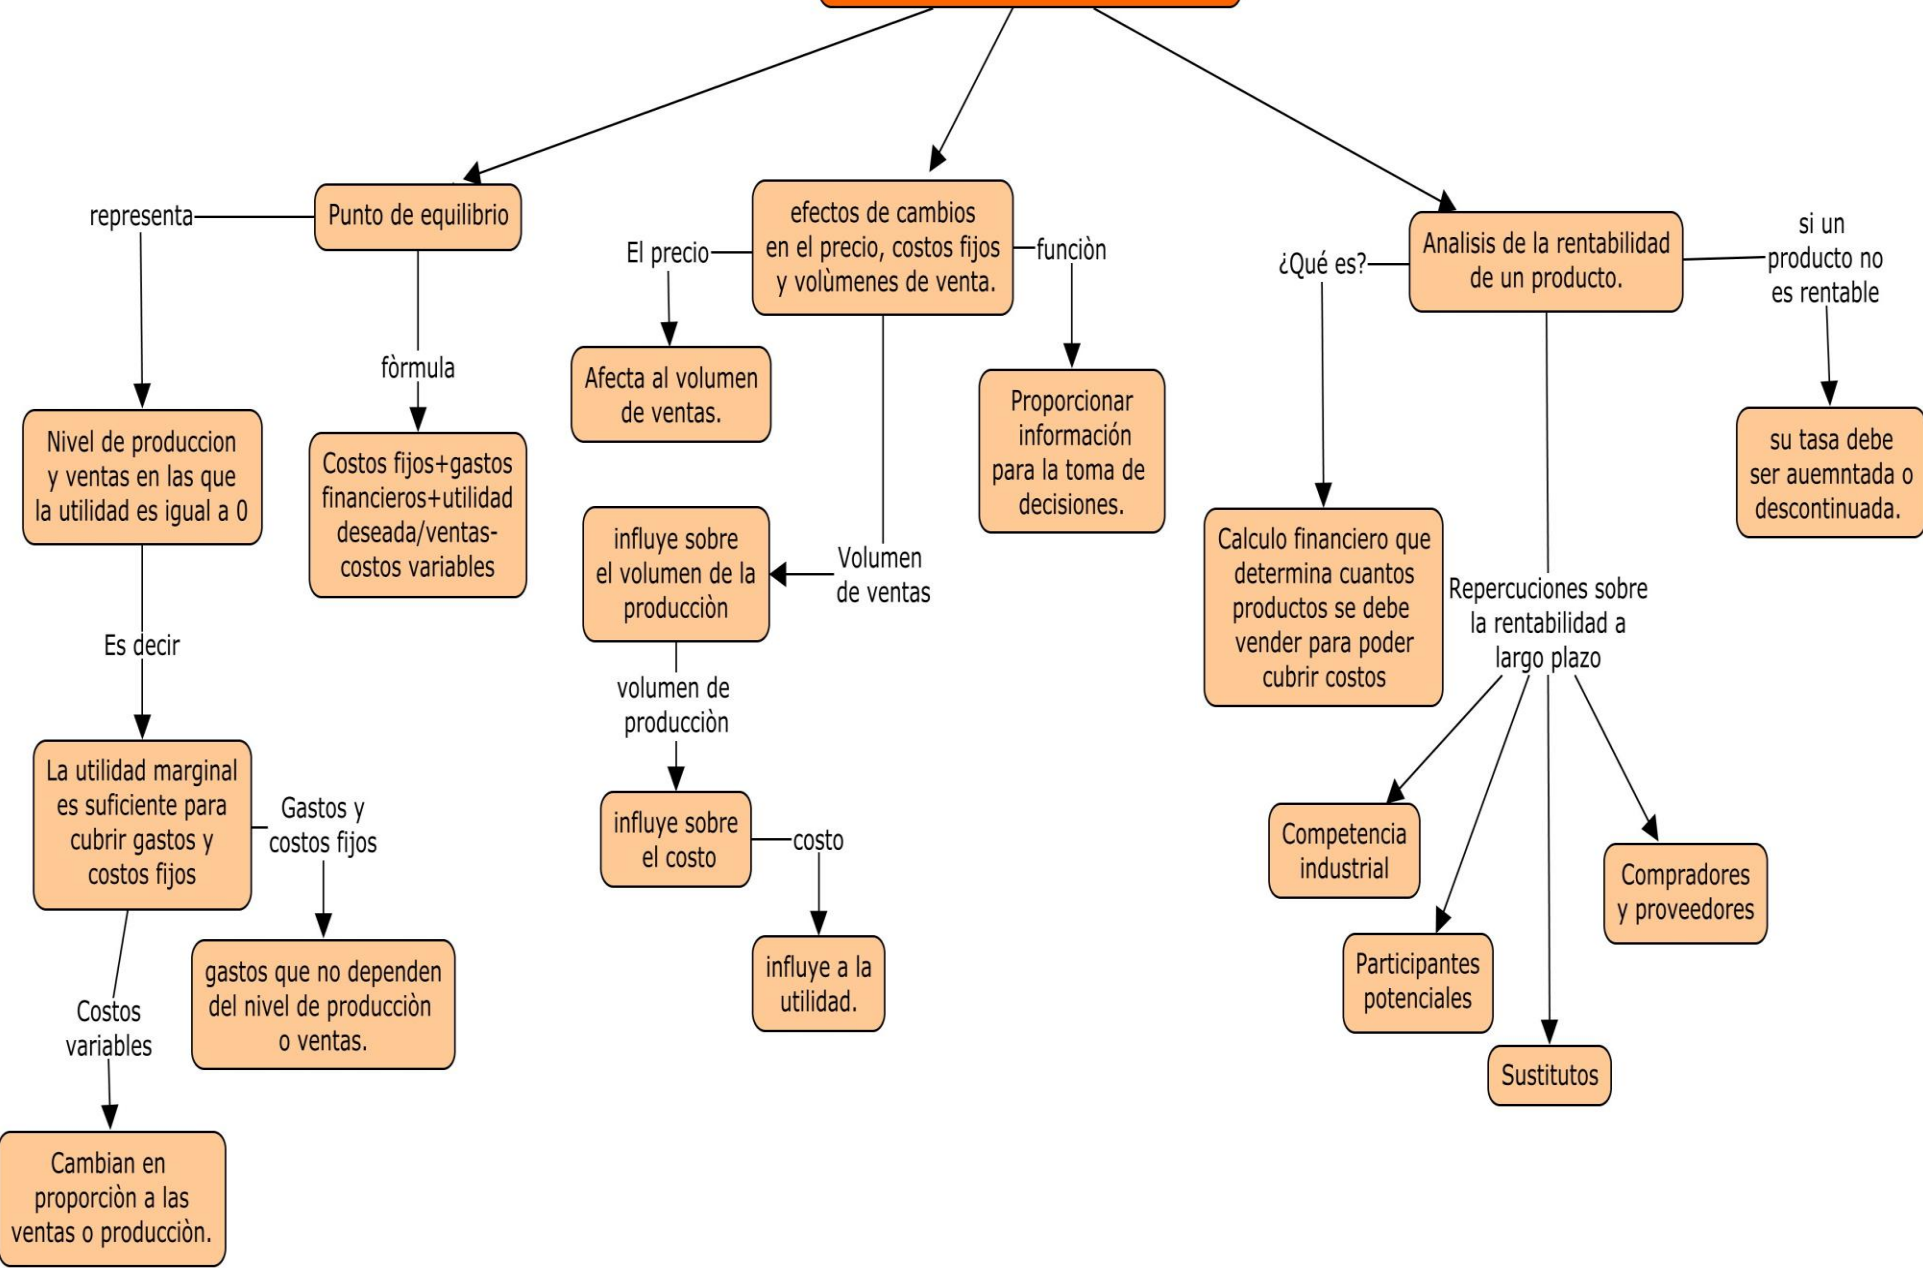 representa
Punto de equilibrio
fòrmula
Nivel de produccion
y ventas en las que
la utilidad es igual a 0
Costos fijos+gastos
financieros+utilidad
deseada/ventas-
costos variables
Es decir
La utilidad marginal
es suficiente para
cubrir gastos y
costos fijos
Gastos y
costos fijos
gastos que no dependen
del nivel de producciòn
o ventas.
Costos
variables
Cambian en
proporciòn a las
ventas o producciòn.
efectos de cambios
en el precio, costos fijos
y volùmenes de venta.
El precio
Afecta al volumen
de ventas.
funciòn
Proporcionar
información
para la toma de
decisiones.
Volumen
de ventas
influye sobre
el volumen de la
producciòn
volumen de
producciòn
influye sobre
el costo
costo
influye a la
utilidad.
Analisis de la rentabilidad
de un producto.
¿Qué es?
Calculo financiero que
determina cuantos
productos se debe
vender para poder
cubrir costos
si un
producto no
es rentable
su tasa debe
ser auemntada o
descontinuada.
Repercuciones sobre
la rentabilidad a
largo plazo
Competencia
industrial
Participantes
potenciales
Sustitutos
Compradores
y proveedores